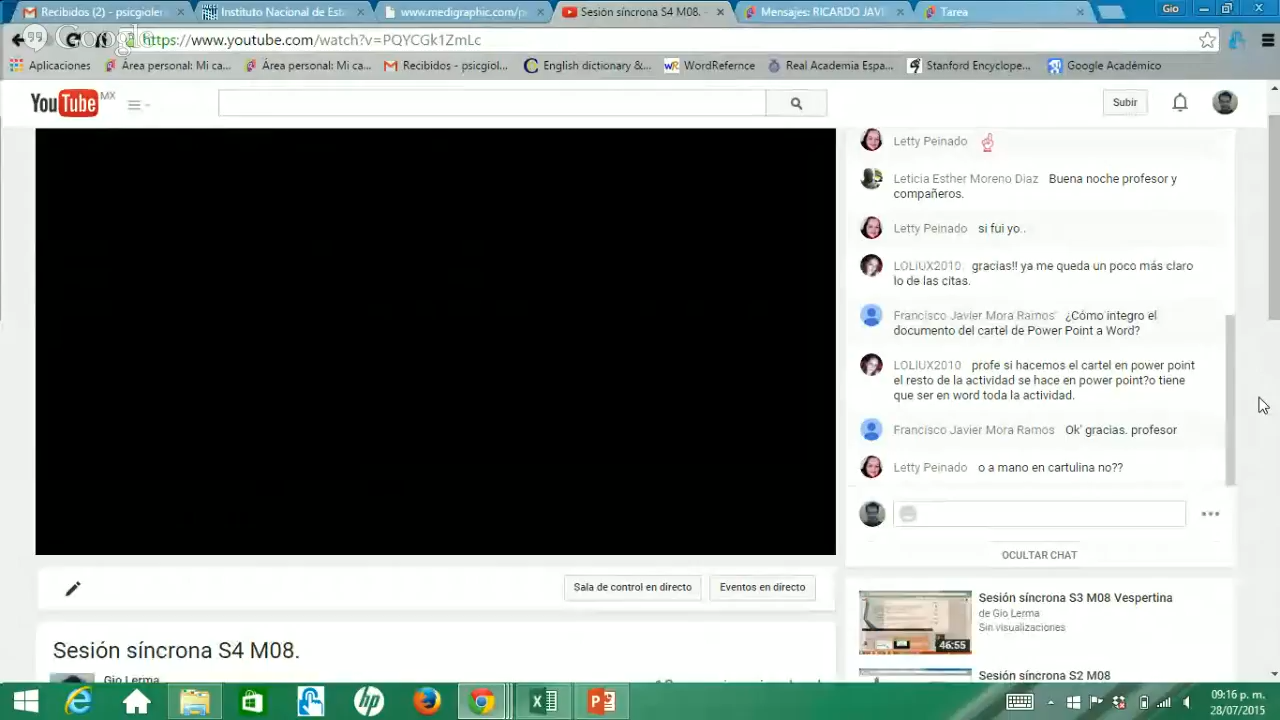 Recibidos (6) - psicgioler
Instituto Nacional de Esta
www.medigraphic.com/p
Sesión síncrona S4 M08.
Mensajes: RICARDO JAVI
Tarea
Gio
https://www.youtube.com/watch?v=PQYCGk1ZmLc
Aplicaciones
Área personal: Mi ca...
Área personal: Mi ca...
Recibidos - psicgiol...
English dictionary &...
WordRefernce
Real Academia Espa...
Stanford Encyclope...
Google Académico
YouTube MX
Subir
Letty Peinado
Leticia Esther Moreno Diaz Buena noche profesor y
compañeros.
Letty Peinado si fui yo..
LOLIUX2010 gracias!! ya me queda un poco más claro
lo de las citas.
Francisco Javier Mora Ramos ¿Cómo integro el
documento del cartel de Power Point a Word?
LOLIUX2010 profe si hacemos el cartel en power point
el resto de la actividad se hace en power point?o tiene
que ser en word toda la actividad.
Francisco Javier Mora Ramos Ok' gracias. profesor
Letty Peinado o a mano en cartulina no??
OCULTAR CHAT
Sala de control en directo
Eventos en directo
Sesión síncrona S3 M08 Vespertina
de Gio Lerma
Sin visualizaciones
46:55
Sesión síncrona S4 M08.
Gio Lerma
Sesión síncrona S2 M08
09:16 p. m.
28/07/2015